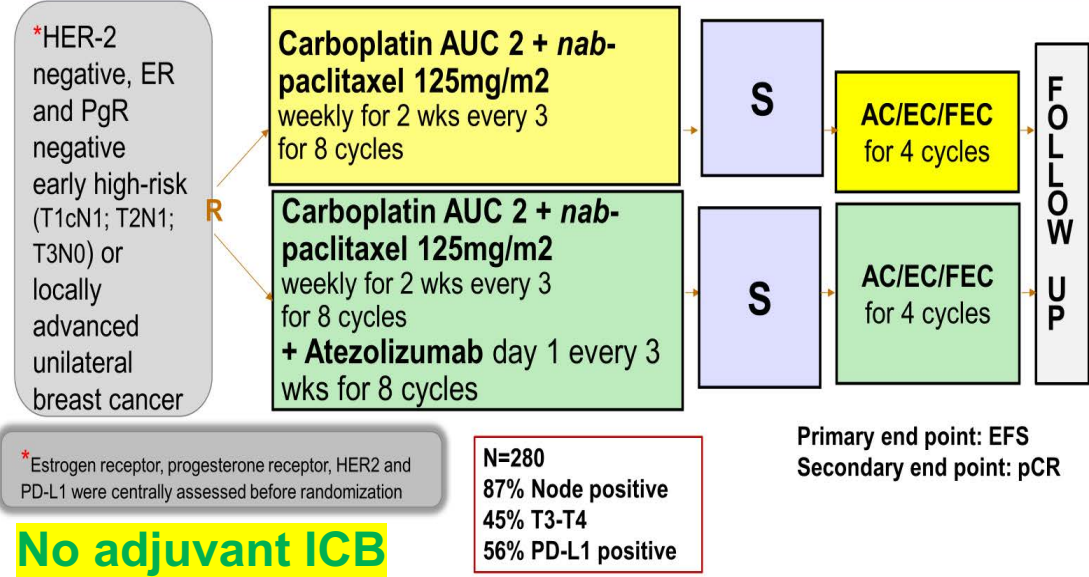 *HER-2
negative, ER
and PgR
negative
early high-risk
(T1cN1; T2N1;
T3N0) or
locally
advanced
unilateral
breast cancer
R
Carboplatin AUC 2 + nab-
paclitaxel 125mg/m2
weekly for 2 wks every 3
for 8 cycles
S
AC/EC/FEC
for 4 cycles
Carboplatin AUC 2 + nab-
paclitaxel 125mg/m2
weekly for 2 wks every 3
for 8 cycles
+ Atezolizumab day 1 every 3
wks for 8 cycles
S
AC/EC/FEC
for 4 cycles
FOLLOW UP
*Estrogen receptor, progesterone receptor, HER2 and
PD-L1 were centrally assessed before randomization
N=280
87% Node positive
45% T3-T4
56% PD-L1 positive
Primary end point: EFS
Secondary end point: pCR
No adjuvant ICB